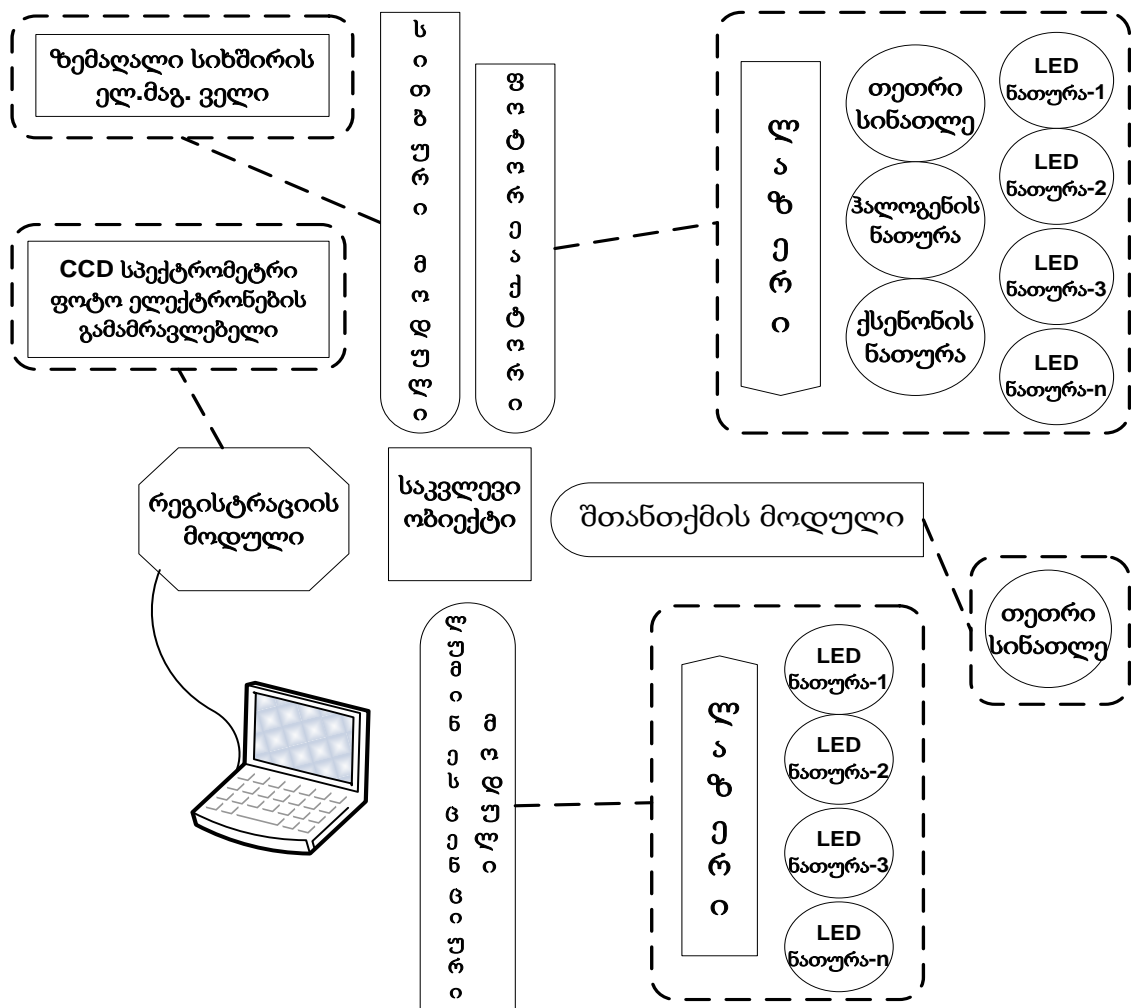 ზემაღალი სიხშირის
ელ.მაგ. ველი
სითბური მოდული
ფოტორეაქტორი
ლაზერი
თეთრი
სინათლე
ჰალოგენის
ნათურა
ქსენონის
ნათურა
LED
ნათურა-1
LED
ნათურა-2
LED
ნათურა-3
LED
ნათურა-n
CCD სპექტრომეტრი
ფოტო ელექტრონების
გამამრავლებელი
რეგისტრაციის
მოდული
საკვლევი
ობიექტი
შთანთქმის მოდული
თეთრი
სინათლე
ლუმინესცენციური
მოდული
ლაზერი
LED
ნათურა-1
LED
ნათურა-2
LED
ნათურა-3
LED
ნათურა-n